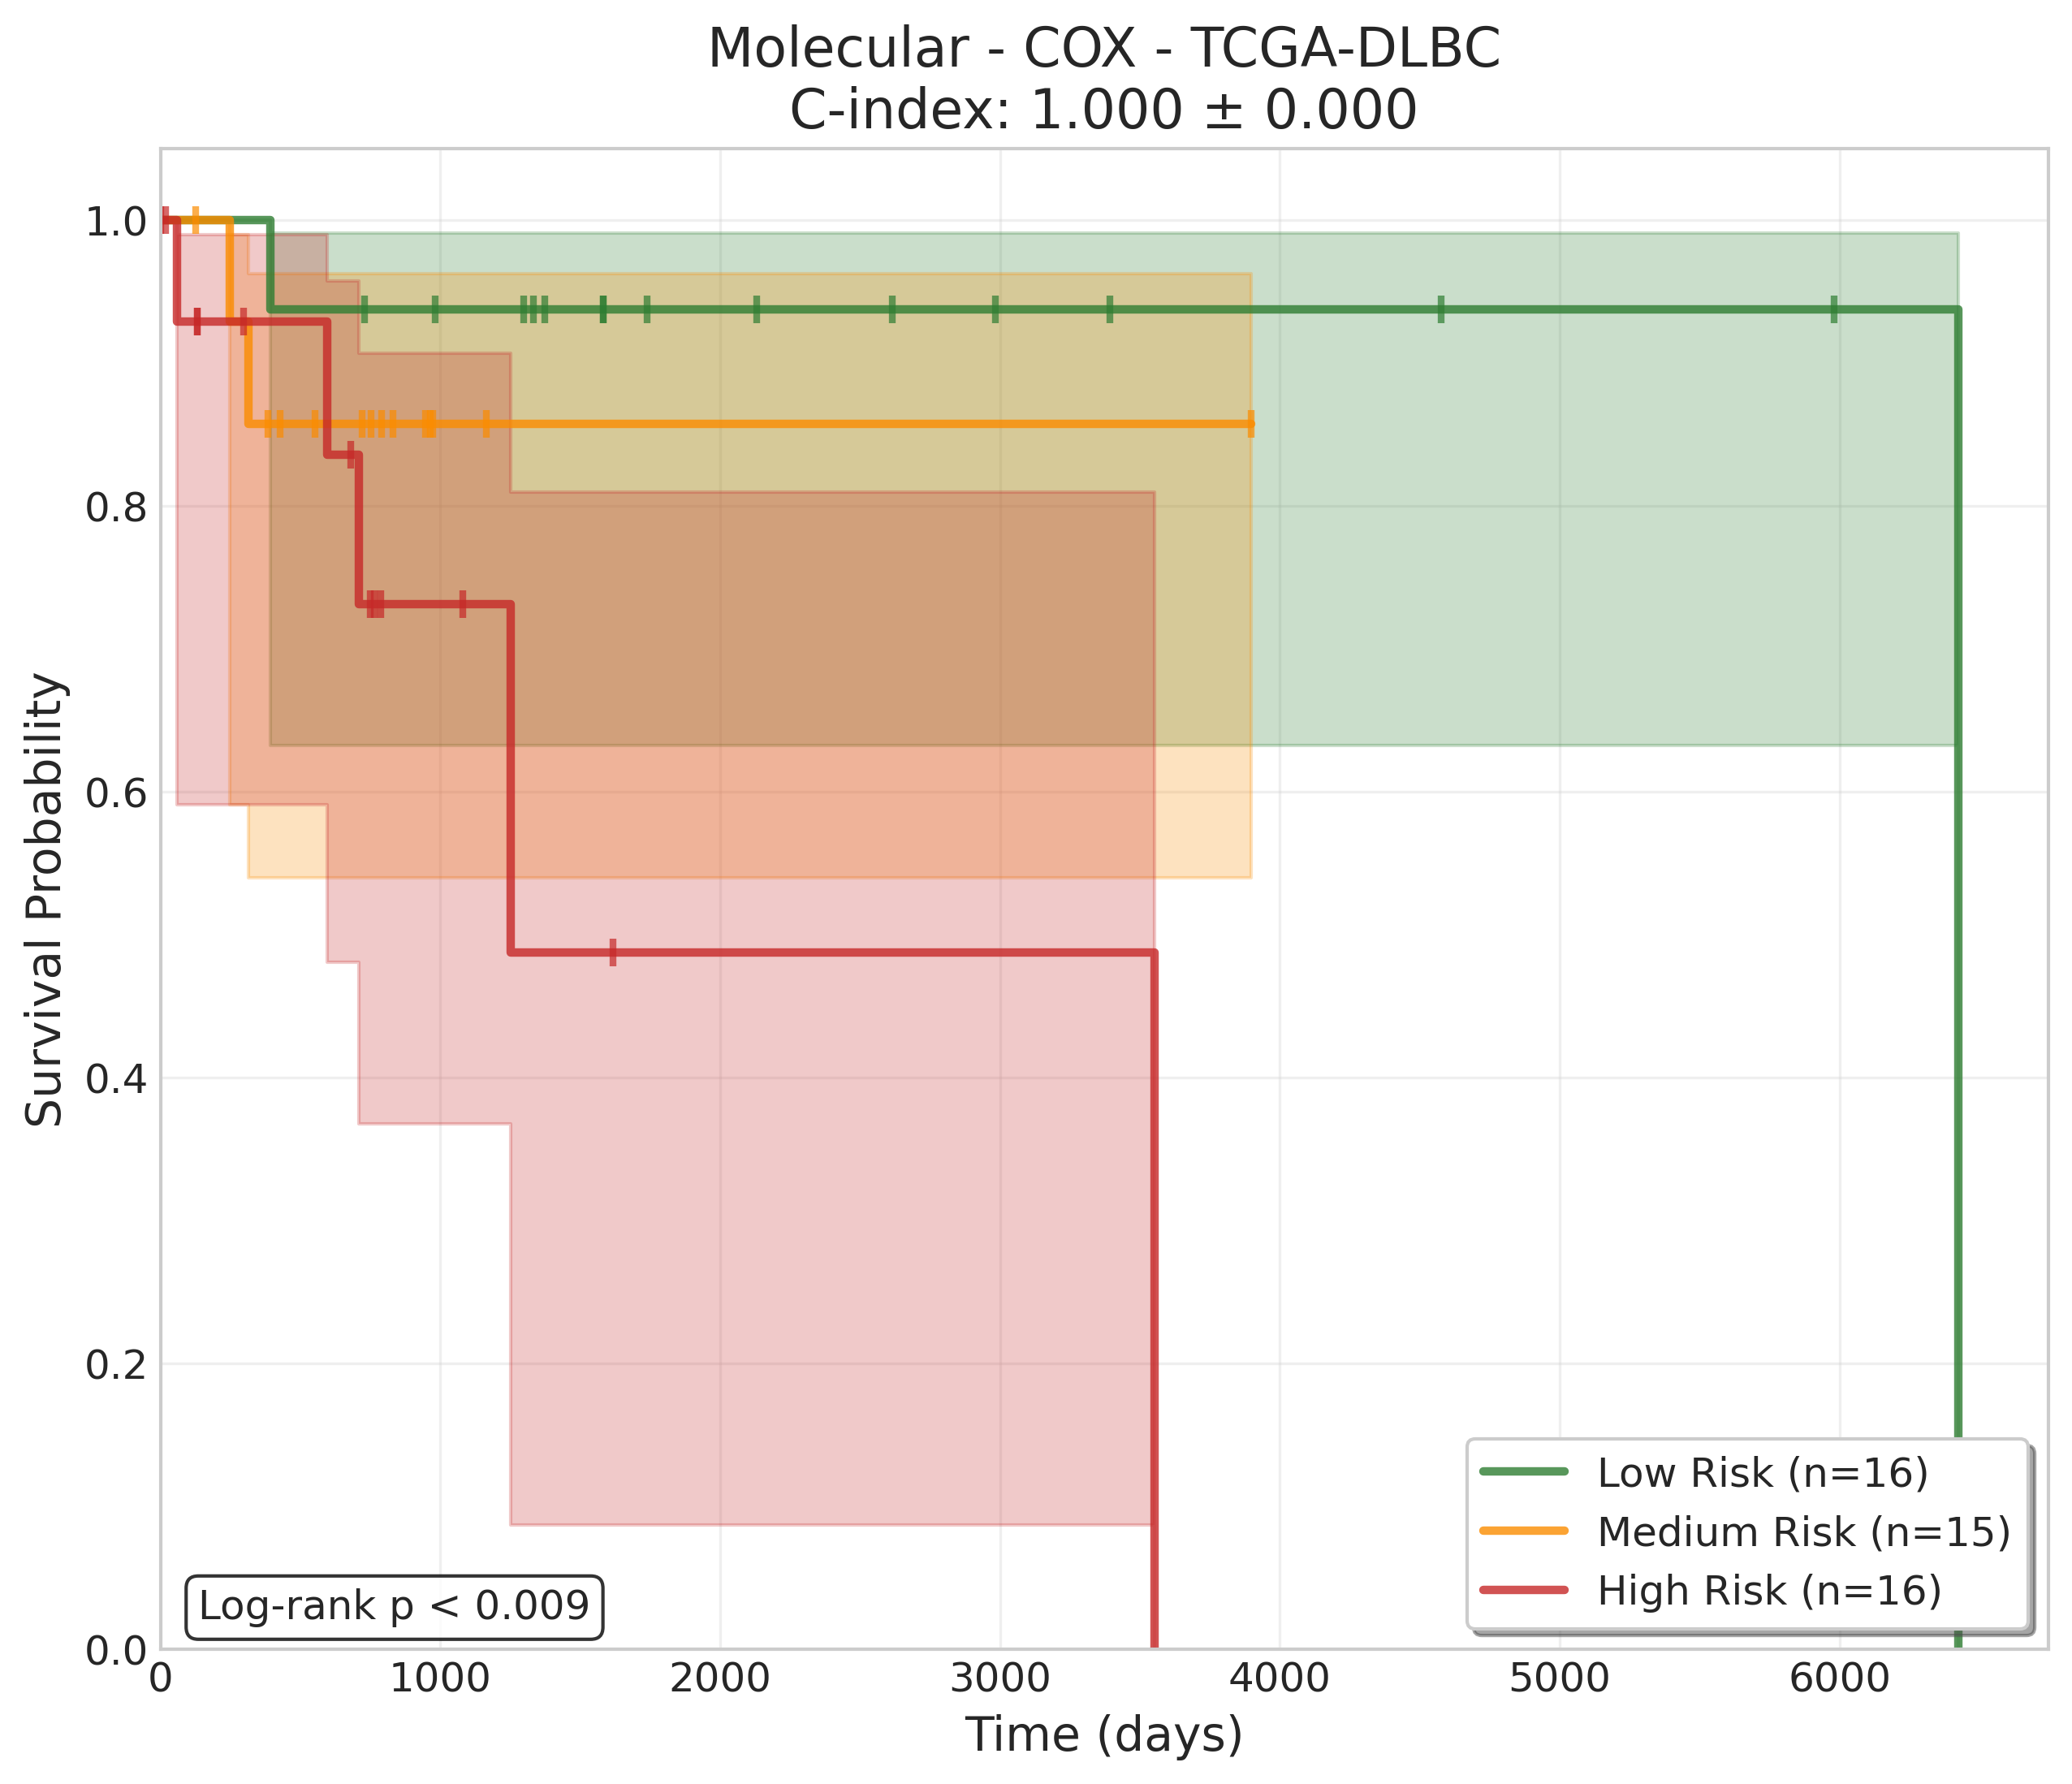 Molecular - COX - TCGA-DLBC
C-index: 1.000 ± 0.000
Survival Probability
1.0
0.8
0.6
0.4
0.2
0.0
Log-rank p < 0.009
Low Risk (n=16)
Medium Risk (n=15)
High Risk (n=16)
0 1000 2000 3000 4000 5000 6000
Time (days)